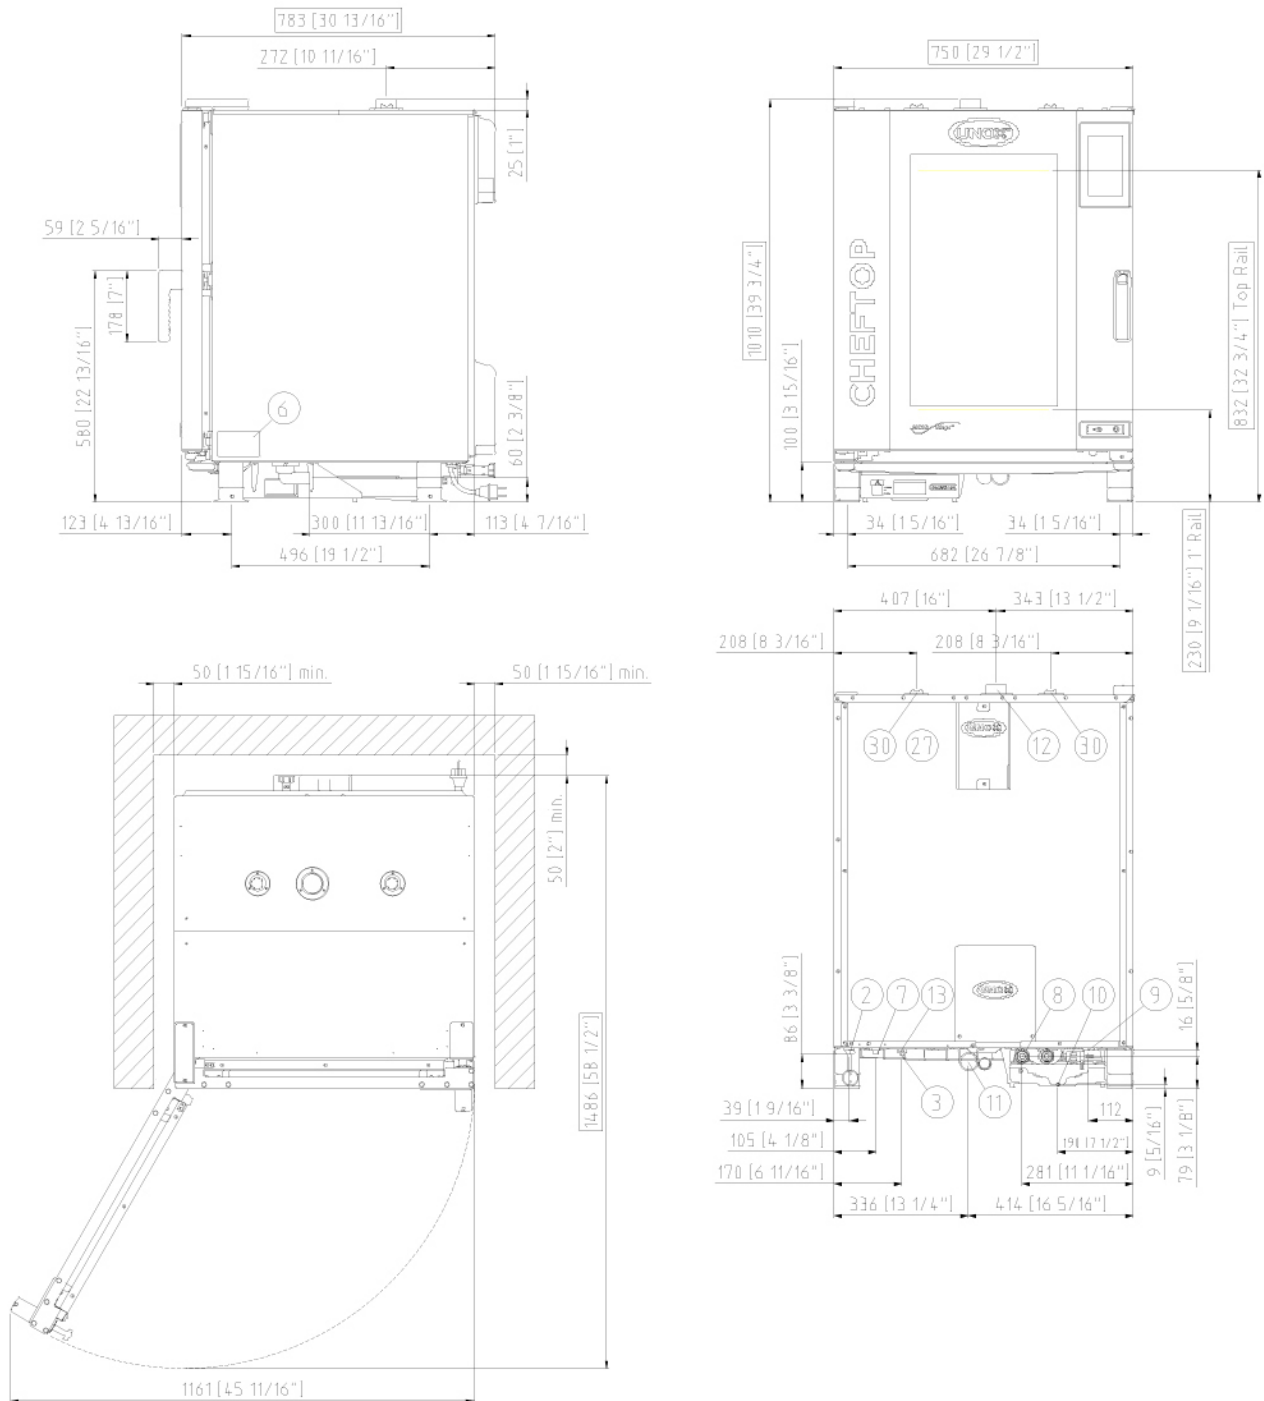 783 [30 13/16"]
272 [10 11/16"]
25 [1"]
59 [2 5/16"]
178 [7"]
580 [22 13/16"]
6
60 [2 3/8"]
123 [4 13/16"]
300 [11 13/16"]
113 [4 7/16"]
496 [19 1/2"]
750 [29 1/2"]
UNOX
CHEFTOP
1010 [39 3/4"]
100 [3 15/16"]
832 [32 3/4"] Top Rail
34 [1 5/16"]
34 [1 5/16"]
682 [26 7/8"]
230 [9 1/16"] 1' Rail
50 [1 15/16"] min.
50 [1 15/16"] min.
50 [2"] min.
1486 [58 1/2"]
1161 [45 11/16"]
407 [16"]
343 [13 1/2"]
208 [8 3/16"]
208 [8 3/16"]
UNOX
30
27
12
30
UNOX
86 [3 3/8"]
2
7
13
8
10
9
16 [5/8"]
3
11
39 [1 9/16"]
112
105 [4 1/8"]
191 [7 1/2"]
170 [6 11/16"]
281 [11 1/16"]
9 [5/16"]
79 [3 1/8"]
336 [13 1/4"]
414 [16 5/16"]